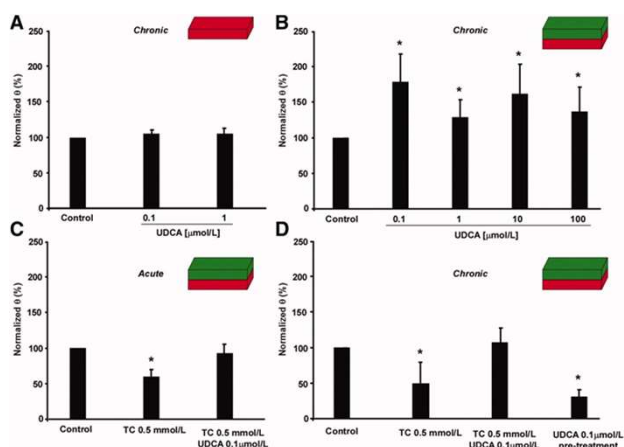 A
Chronic
Normalized θ (%)
250
200
150
100
50
0
Control
0.1
1
UDCA [μmol/L]
B
Chronic
Normalized θ (%)
250
200
150
100
50
0
*
*
*
*
Control
0.1
1
10
100
UDCA [μmol/L]
C
Acute
Normalized θ (%)
250
200
150
100
50
0
*
Control
TC 0.5 mmol/L
TC 0.5 mmol/L
UDCA 0.1μmol/L
D
Chronic
Normalized θ (%)
250
200
150
100
50
0
*
*
Control
TC 0.5 mmol/L
TC 0.5 mmol/L
UDCA 0.1μmol/L
UDCA 0.1μmol/L
pre-treatment